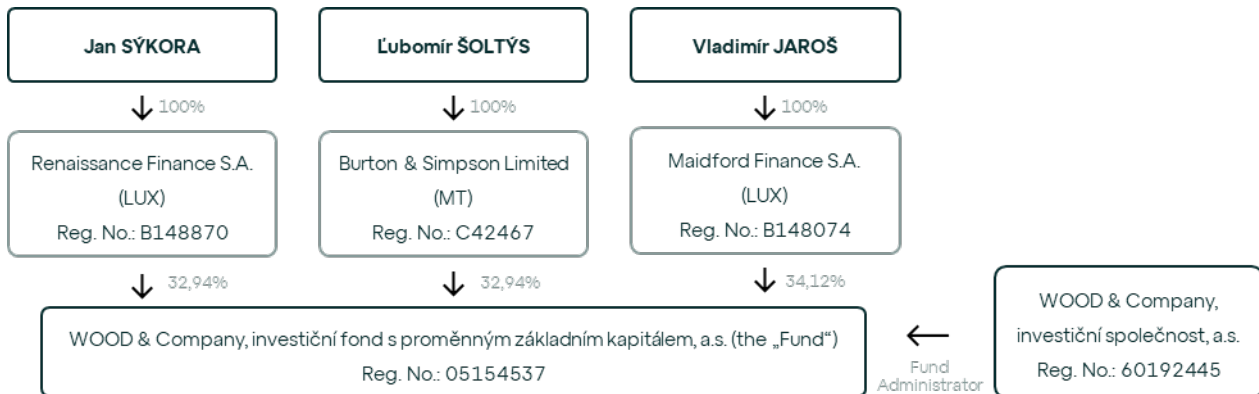 Jan SÝKORA
Ľubomír ŠOLTÝS
Vladimír JAROŠ
100%
100%
100%
Renaissance Finance S.A.
(LUX)
Reg. No.: B148870
Burton & Simpson Limited
(MT)
Reg. No.: C42467
Maidford Finance S.A.
(LUX)
Reg. No.: B148074
32,94%
32,94%
34,12%
WOOD & Company, investiční fond s proměnným základním kapitálem, a.s. (the „Fund“)
Reg. No.: 05154537
Fund
Administrator
WOOD & Company,
investiční společnost, a.s.
Reg. No.: 60192445